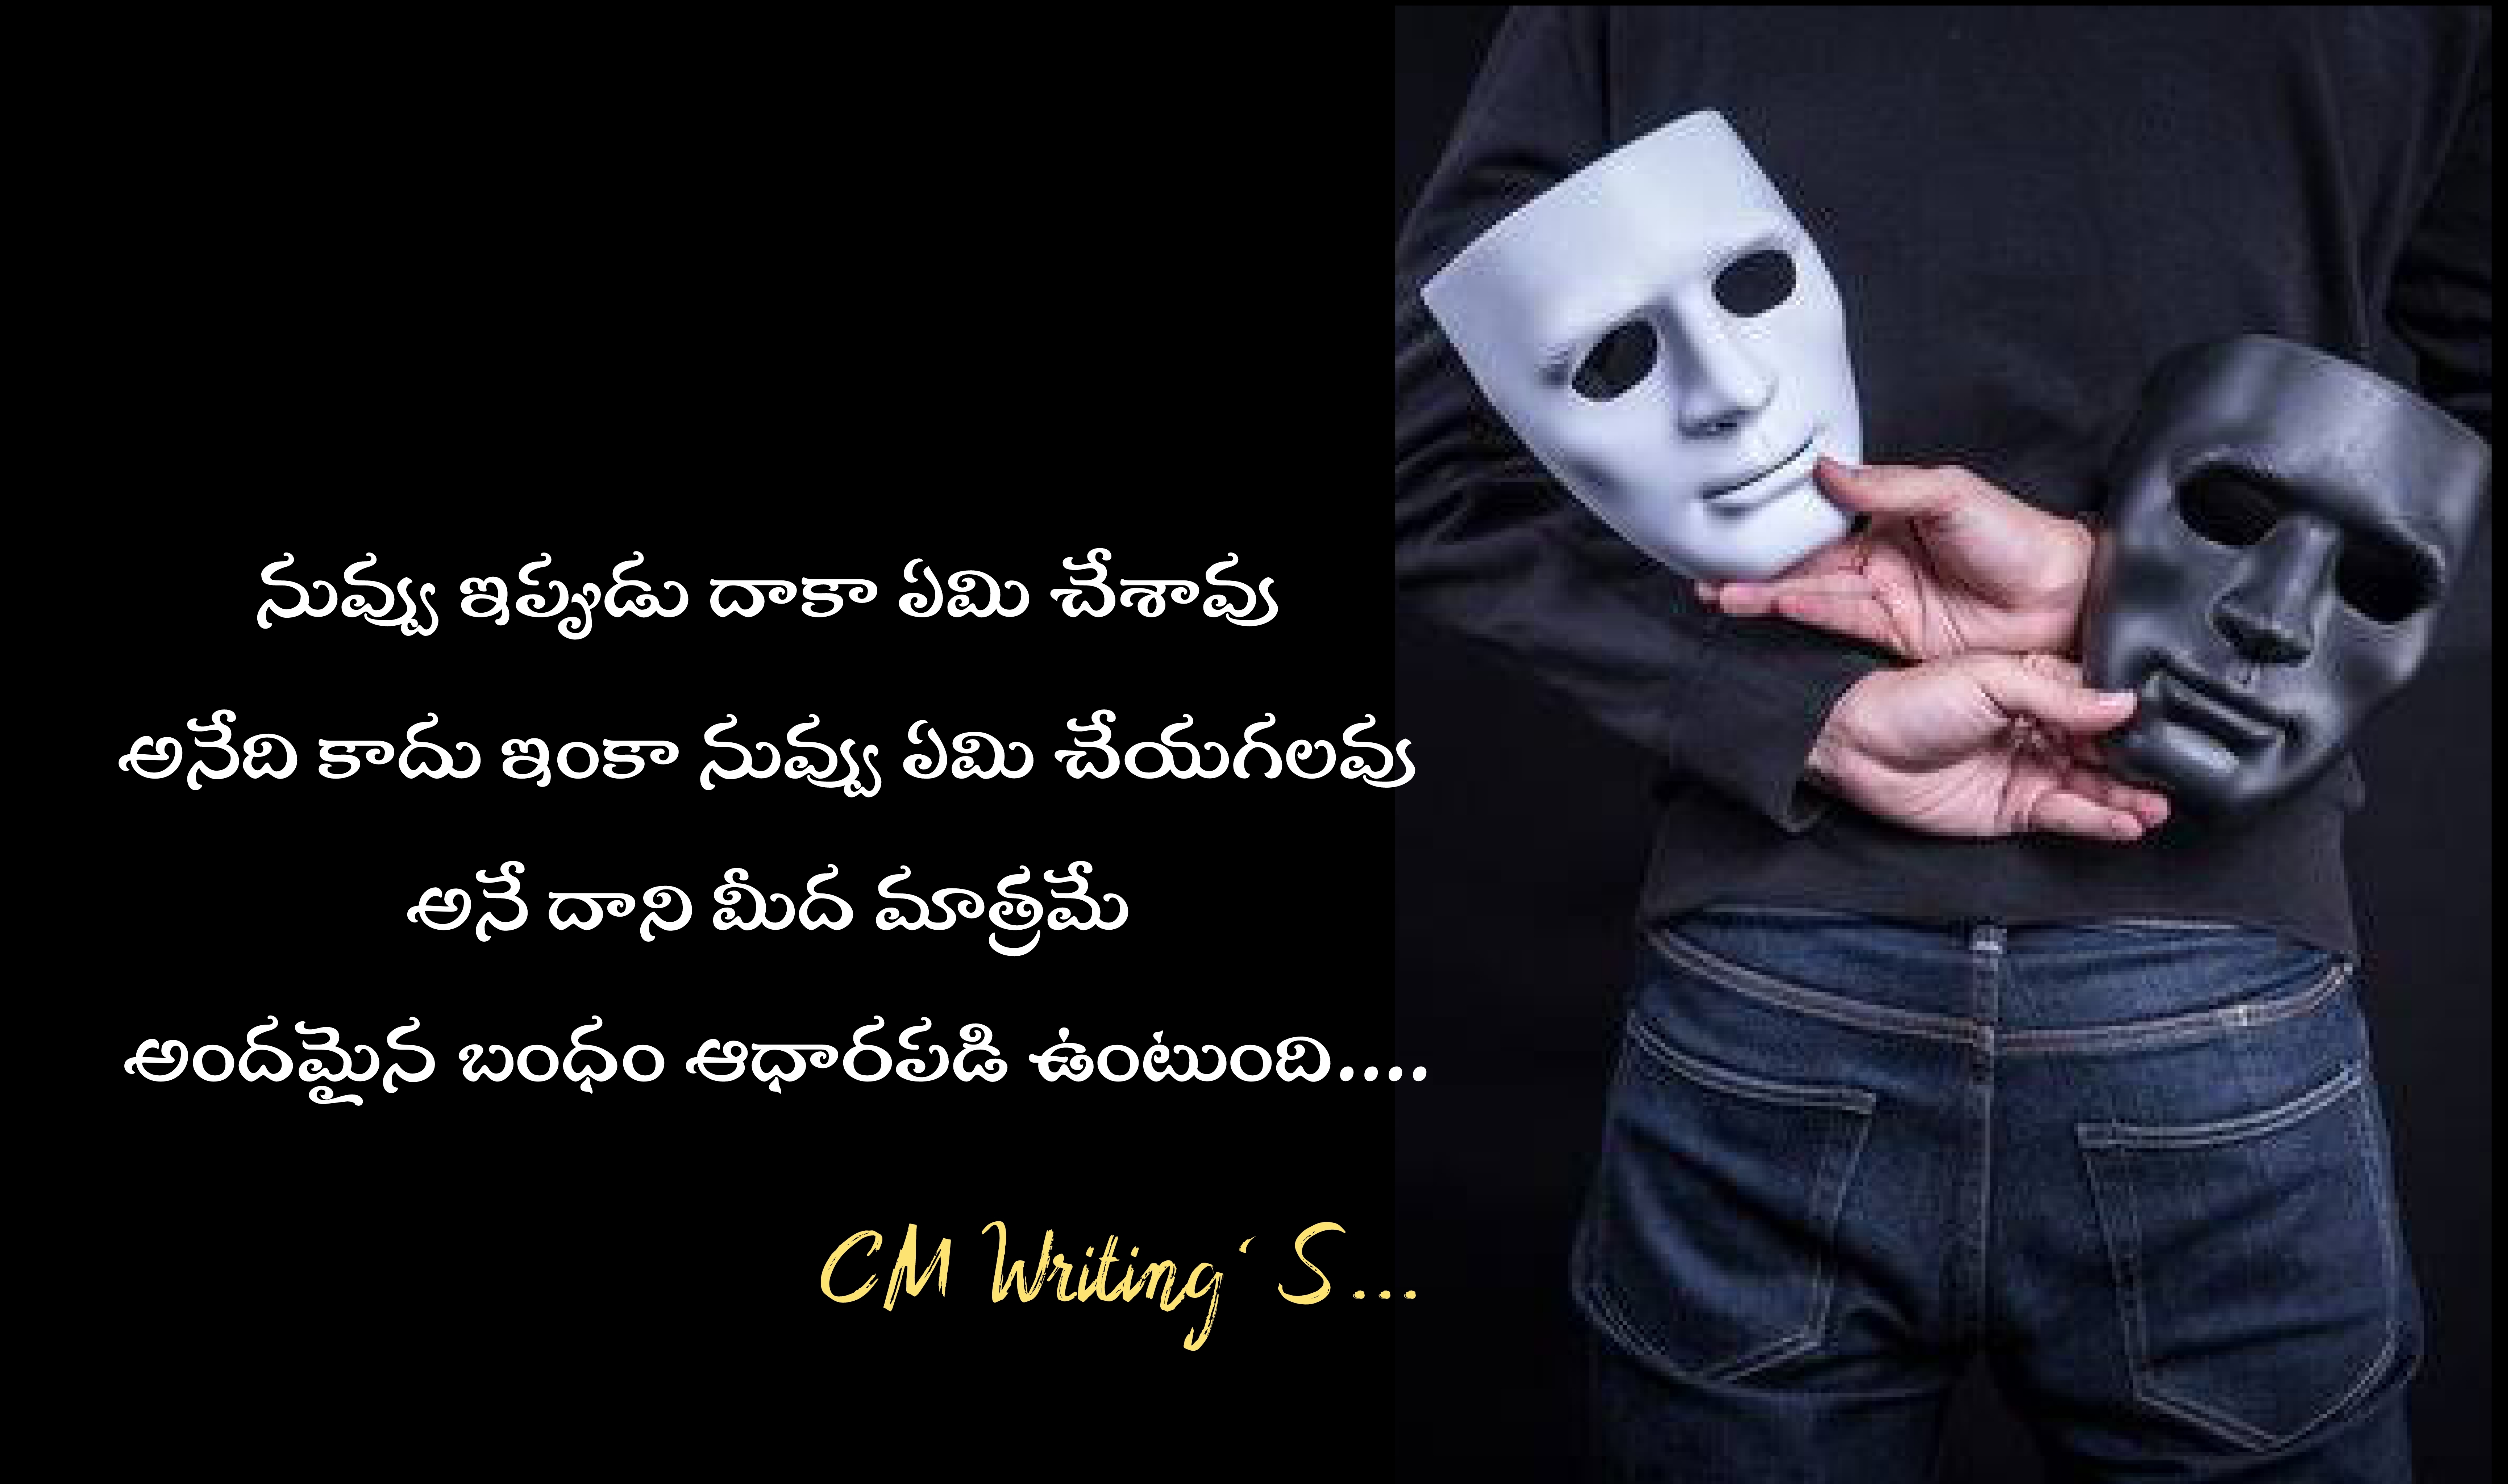 నువ్వు ఇప్పుడు దాకా ఏమి చేశావు
అనేది కాదు ఇంకా నువ్వు ఏమి చేయగలవు
అనే దాని మీద మాత్రమే
అందమైన బంధం ఆధారపడి ఉంటుంది....
CM Writing' S...